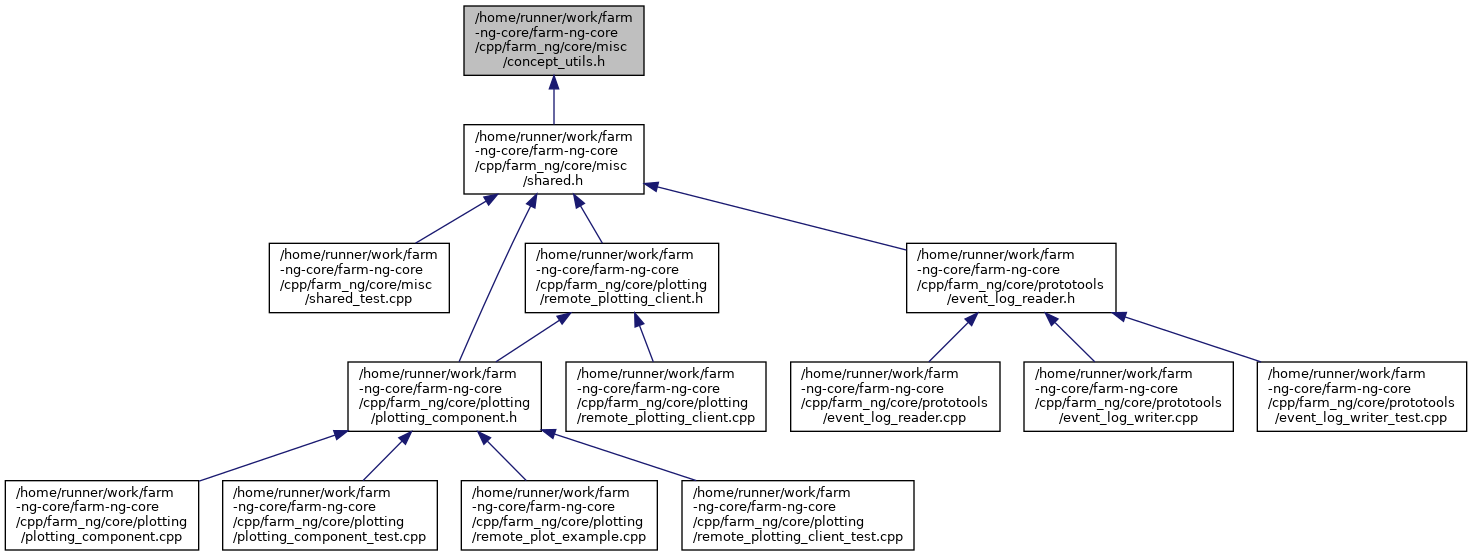 /home/runner/work/farm
-ng-core/farm-ng-core
/cpp/farm_ng/core/misc
/concept_utils.h
/home/runner/work/farm
-ng-core/farm-ng-core
/cpp/farm_ng/core/misc
/shared.h
/home/runner/work/farm
-ng-core/farm-ng-core
/cpp/farm_ng/core/misc
/shared_test.cpp
/home/runner/work/farm
-ng-core/farm-ng-core
/cpp/farm_ng/core/plotting
/remote_plotting_client.h
/home/runner/work/farm
-ng-core/farm-ng-core
/cpp/farm_ng/core/prototools
/event_log_reader.h
/home/runner/work/farm
-ng-core/farm-ng-core
/cpp/farm_ng/core/plotting
/plotting_component.h
/home/runner/work/farm
-ng-core/farm-ng-core
/cpp/farm_ng/core/plotting
/remote_plotting_client.cpp
/home/runner/work/farm
-ng-core/farm-ng-core
/cpp/farm_ng/core/prototools
/event_log_reader.cpp
/home/runner/work/farm
-ng-core/farm-ng-core
/cpp/farm_ng/core/prototools
/event_log_writer.cpp
/home/runner/work/farm
-ng-core/farm-ng-core
/cpp/farm_ng/core/prototools
/event_log_writer_test.cpp
/home/runner/work/farm
-ng-core/farm-ng-core
/cpp/farm_ng/core/plotting
/plotting_component.cpp
/home/runner/work/farm
-ng-core/farm-ng-core
/cpp/farm_ng/core/plotting
/plotting_component_test.cpp
/home/runner/work/farm
-ng-core/farm-ng-core
/cpp/farm_ng/core/plotting
/remote_plot_example.cpp
/home/runner/work/farm
-ng-core/farm-ng-core
/cpp/farm_ng/core/plotting
/remote_plotting_client_test.cpp